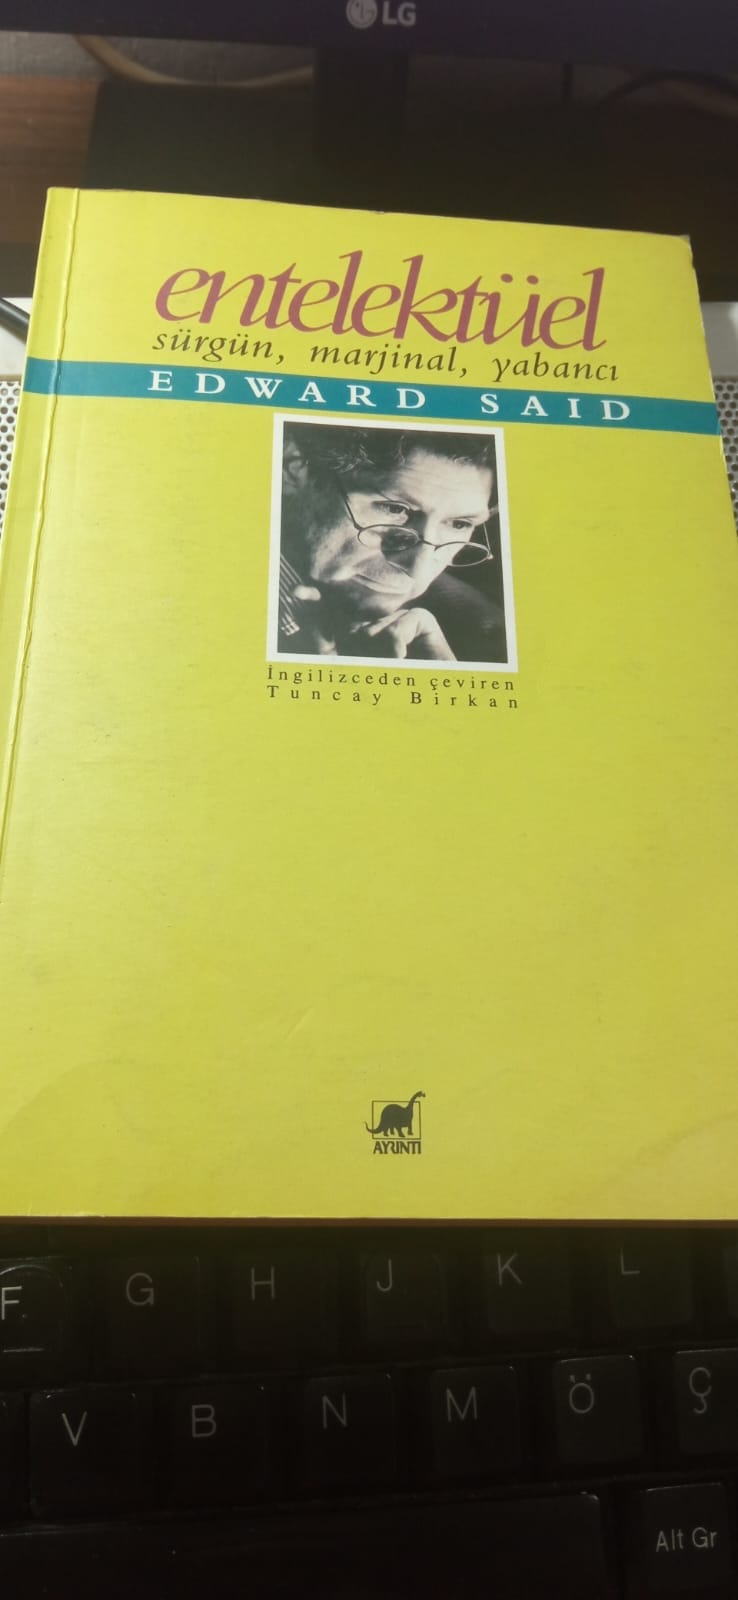 LG
entelektüel
sürgün, marjinal, yabancı
EDWARD SAID
İngilizceden çeviren
Tuncay Birkan
AYRINTI
F G H J K L
V B N M Ö Ç
Alt Gr